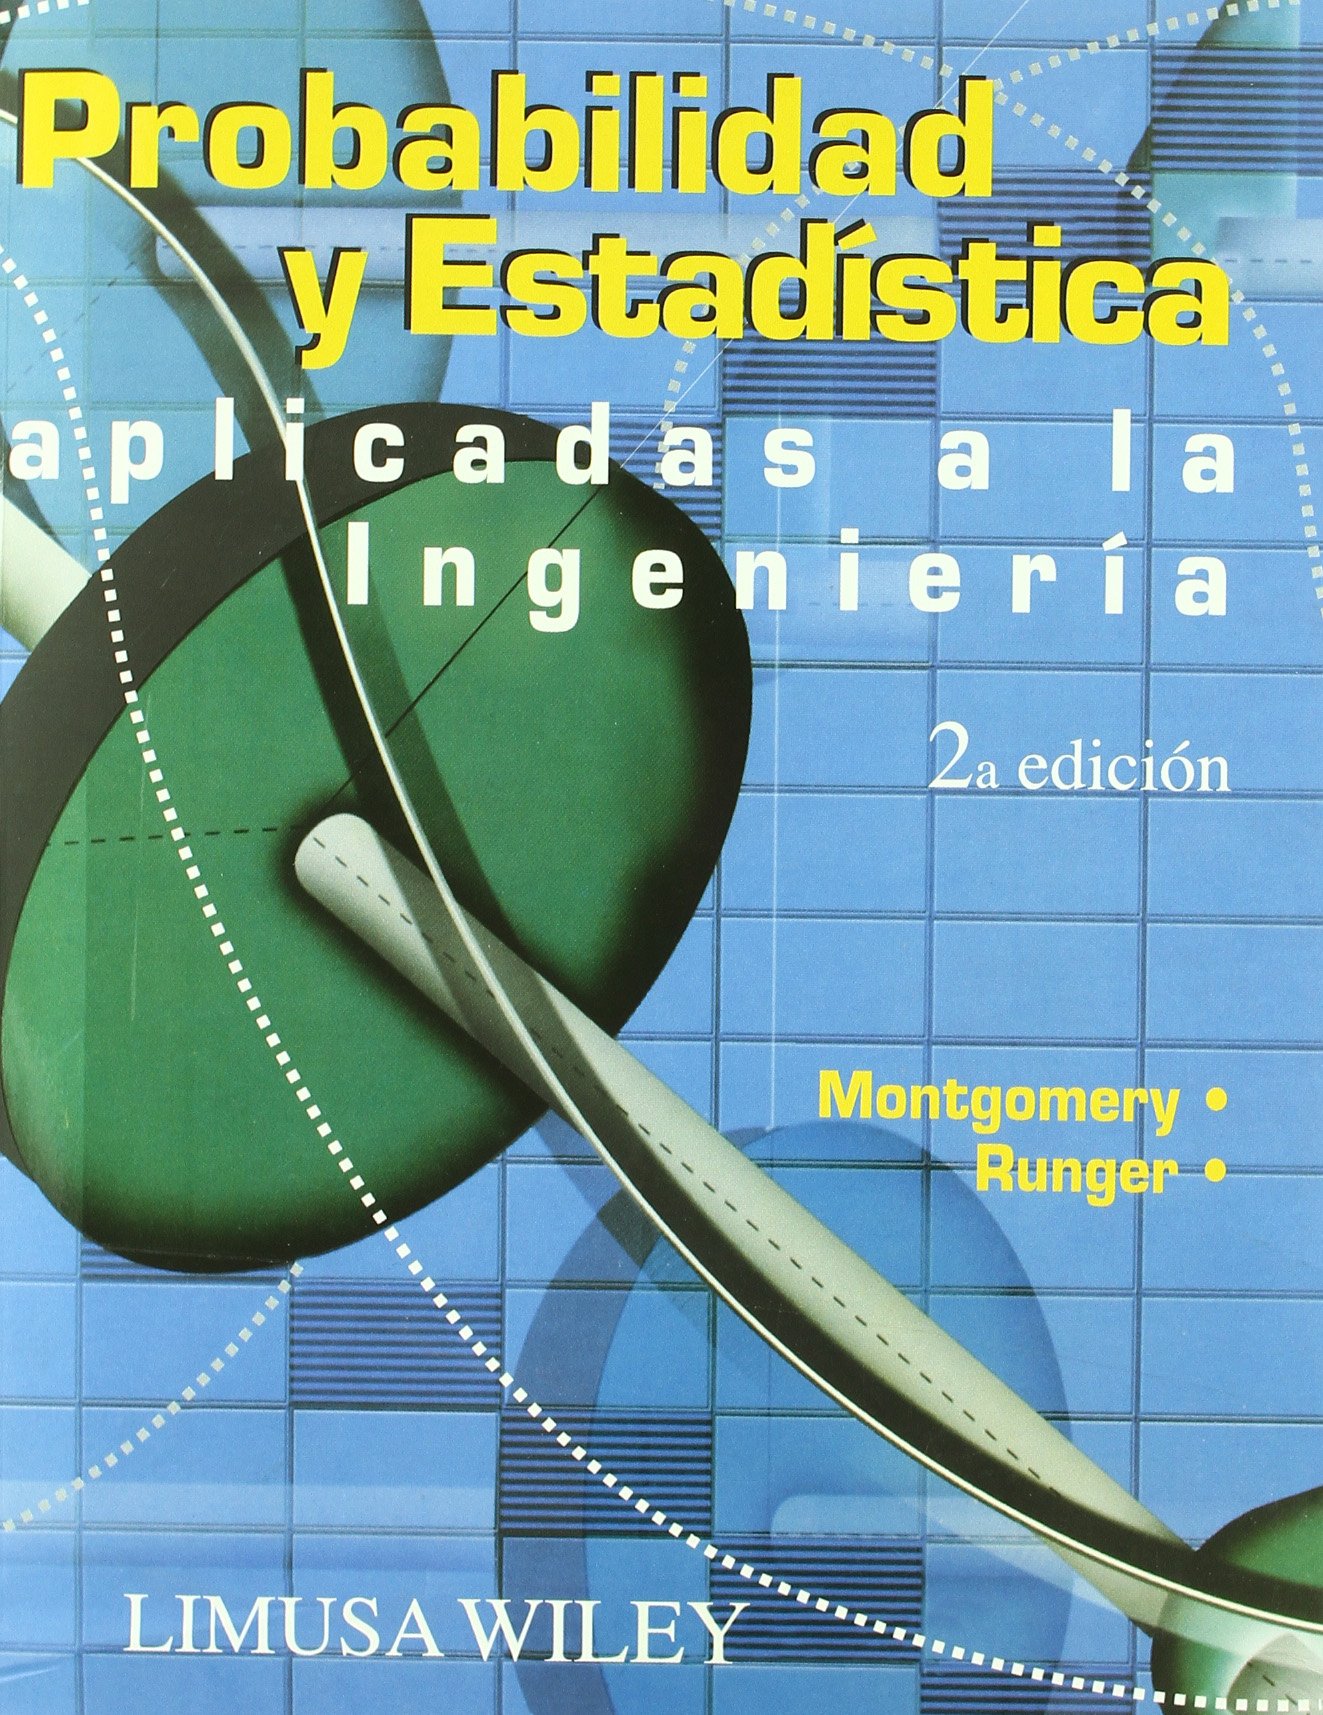 Probabilidad
y Estadística
aplicadas a la
Ingeniería
2a edición
Montgomery •
Runger •
LIMUSA WILEY